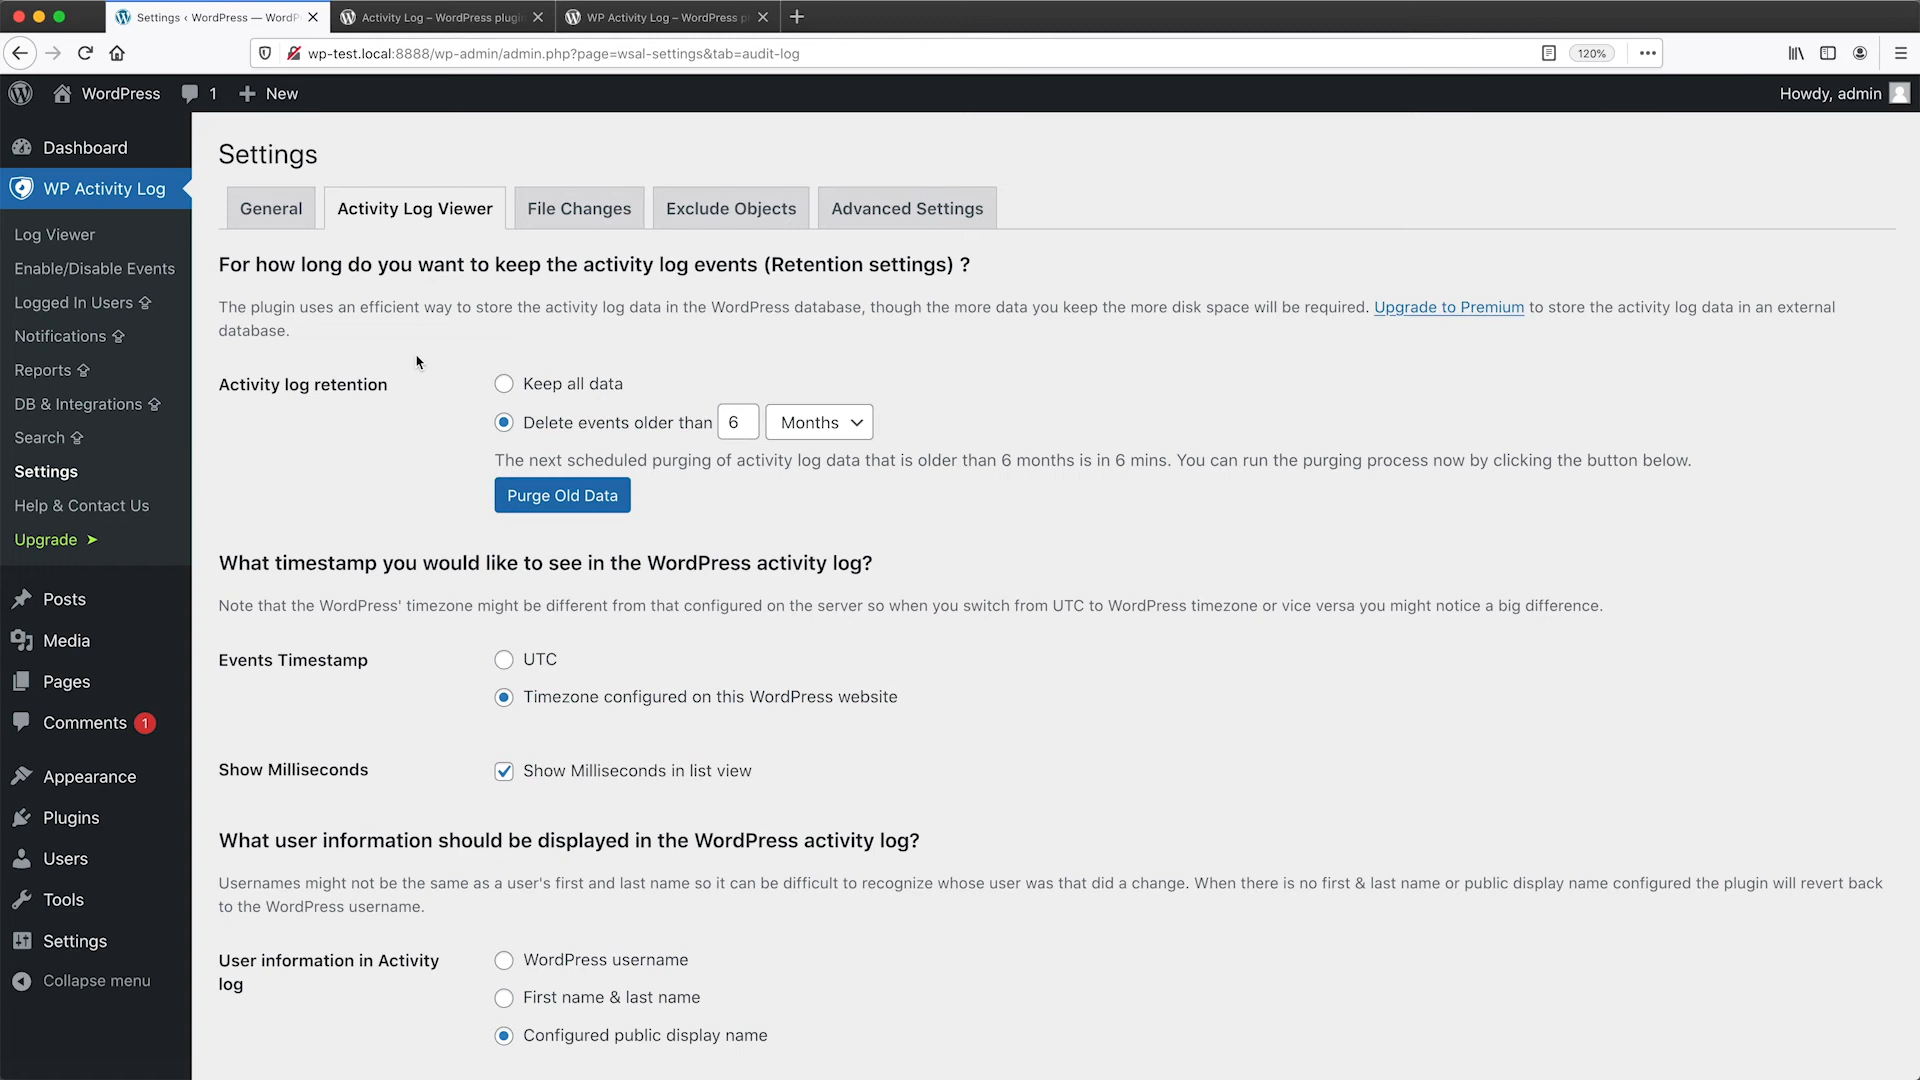 Settings ‹ WordPress — WordP
Activity Log – WordPress plugin
WP Activity Log – WordPress p
wp-test.local:8888/wp-admin/admin.php?page=wsal-settings&tab=audit-log
120%
WordPress
1
New
Howdy, admin
Dashboard
WP Activity Log
Log Viewer
Enable/Disable Events
Logged In Users
Notifications
Reports
DB & Integrations
Search
Settings
Help & Contact Us
Upgrade ➤
Posts
Media
Pages
Comments 1
Appearance
Plugins
Users
Tools
Settings
Collapse menu
Settings
General
Activity Log Viewer
File Changes
Exclude Objects
Advanced Settings
For how long do you want to keep the activity log events (Retention settings) ?
The plugin uses an efficient way to store the activity log data in the WordPress database, though the more data you keep the more disk space will be required. Upgrade to Premium to store the activity log data in an external
database.
Activity log retention
Keep all data
Delete events older than 6 Months
The next scheduled purging of activity log data that is older than 6 months is in 6 mins. You can run the purging process now by clicking the button below.
Purge Old Data
What timestamp you would like to see in the WordPress activity log?
Note that the WordPress' timezone might be different from that configured on the server so when you switch from UTC to WordPress timezone or vice versa you might notice a big difference.
Events Timestamp
UTC
Timezone configured on this WordPress website
Show Milliseconds
Show Milliseconds in list view
What user information should be displayed in the WordPress activity log?
Usernames might not be the same as a user's first and last name so it can be difficult to recognize whose user was that did a change. When there is no first & last name or public display name configured the plugin will revert back
to the WordPress username.
User information in Activity
log
WordPress username
First name & last name
Configured public display name